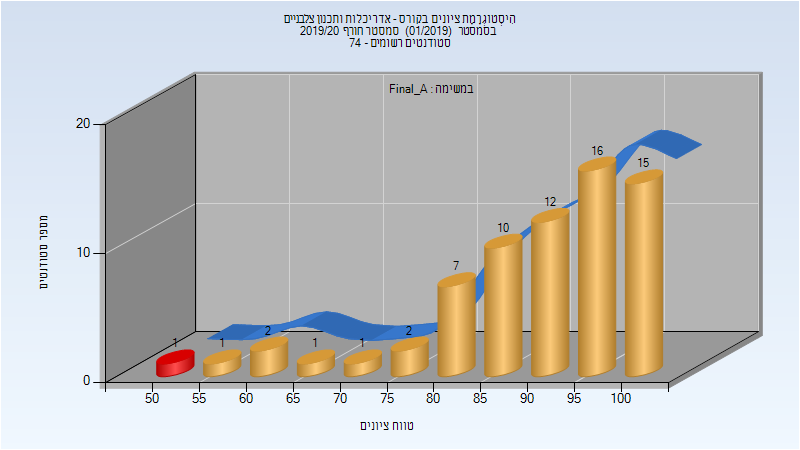 היסטוגרמת ציונים בקורס - אדריכלות ותכנון צלבניים
בסמסטר (01/2019) סמסטר חורף 2019/20
סטודנטים רשומים - 74
במשימה : Final_A
20
10
0
מספר סטודנטים
1
1
2
1
1
2
7
10
12
16
15
50 55 60 65 70 75 80 85 90 95 100
טווח ציונים